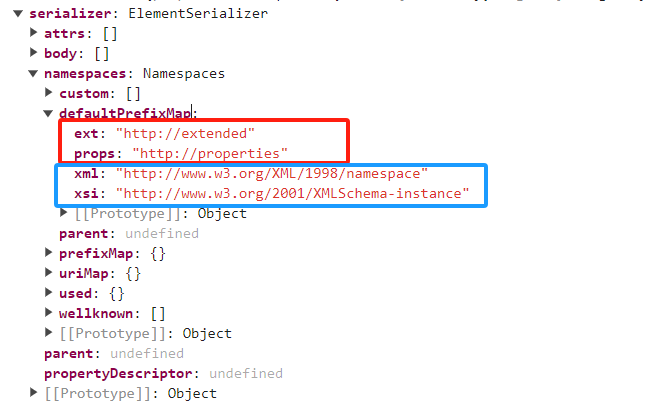 serializer: ElementSerializer
attrs: []
body: []
namespaces: Namespaces
custom: []
defaultPrefixMap:
ext: "http://extended"
props: "http://properties"
xml: "http://www.w3.org/XML/1998/namespace"
xsi: "http://www.w3.org/2001/XMLSchema-instance"
[[Prototype]]: Object
parent: undefined
prefixMap: {}
uriMap: {}
used: {}
wellknown: []
[[Prototype]]: Object
parent: undefined
propertyDescriptor: undefined
[[Prototype]]: Object